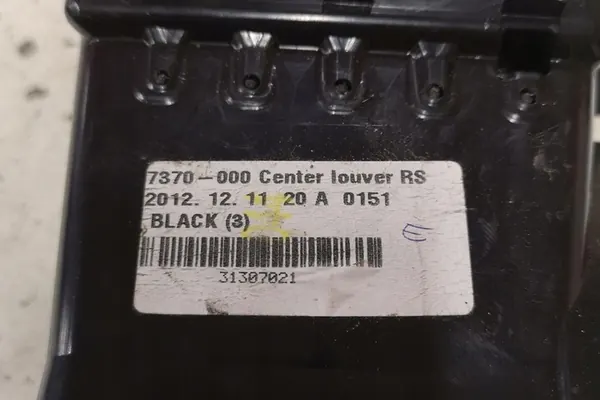 7370-000 Center louver RS
2012. 12. 11 20 A 0151
BLACK (3)
31307021
E